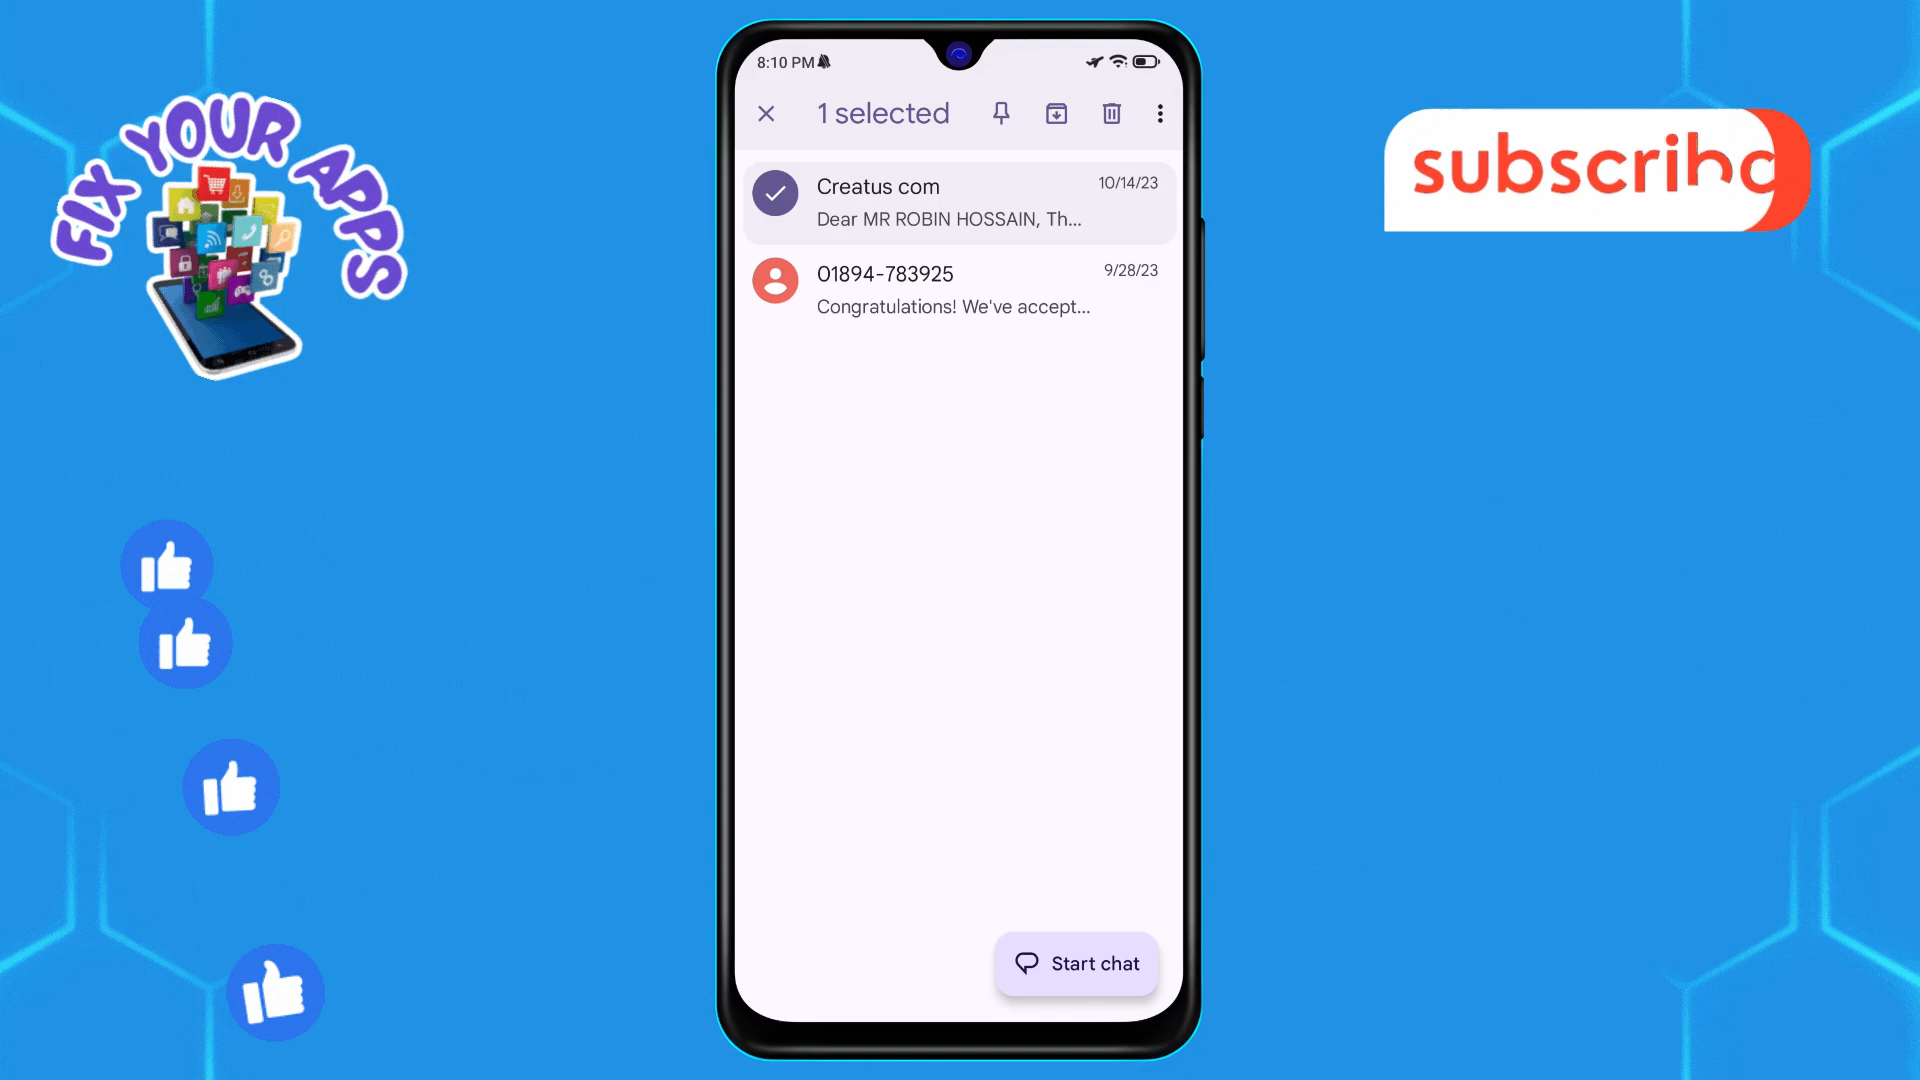 FIX YOUR APPS
8:10 PM
1 selected
Creatus com
10/14/23
Dear MR ROBIN HOSSAIN, Th...
01894-783925
9/28/23
Congratulations! We've accept...
Start chat